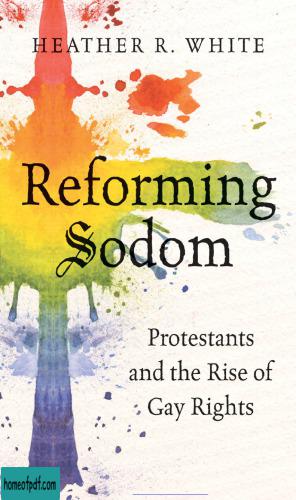 HEATHER R. WHITE
Reforming
Sodom
Protestants
and the Rise of
Gay Rights
homeofpdf.com